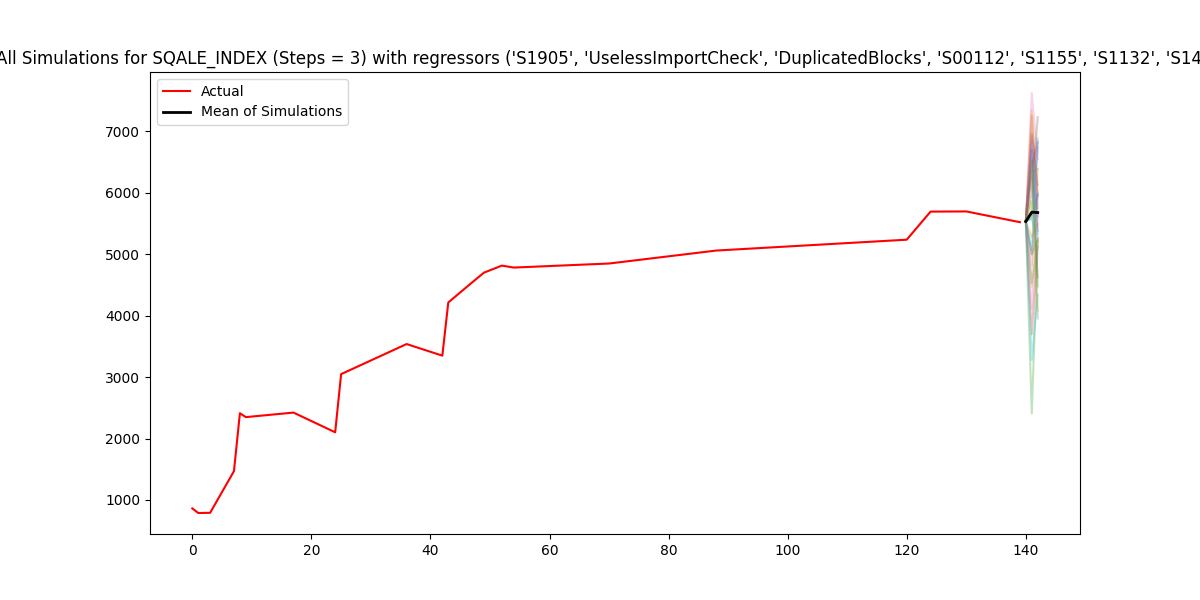 All Simulations for SQALE_INDEX (Steps = 3) with regressors ('S1905', 'UselessImportCheck', 'DuplicatedBlocks', 'S00112', 'S1155', 'S1132', 'S14
Actual
Mean of Simulations
7000
6000
5000
4000
3000
2000
1000
0 20 40 60 80 100 120 140